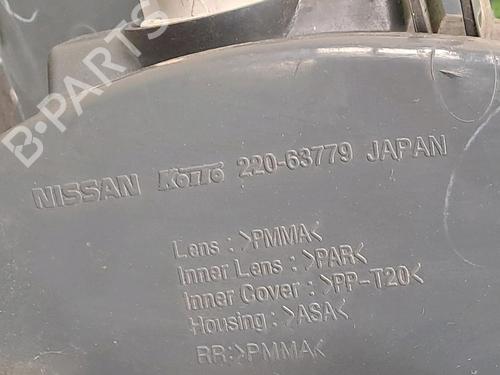 B-PARTS
NISSAN KOITO 220-63779 JAPAN
Lens : >PMMA<
Inner Lens : >PAR<
Inner Cover : >PP-T20<
Housing : >ASA<
RR:>PMMA<